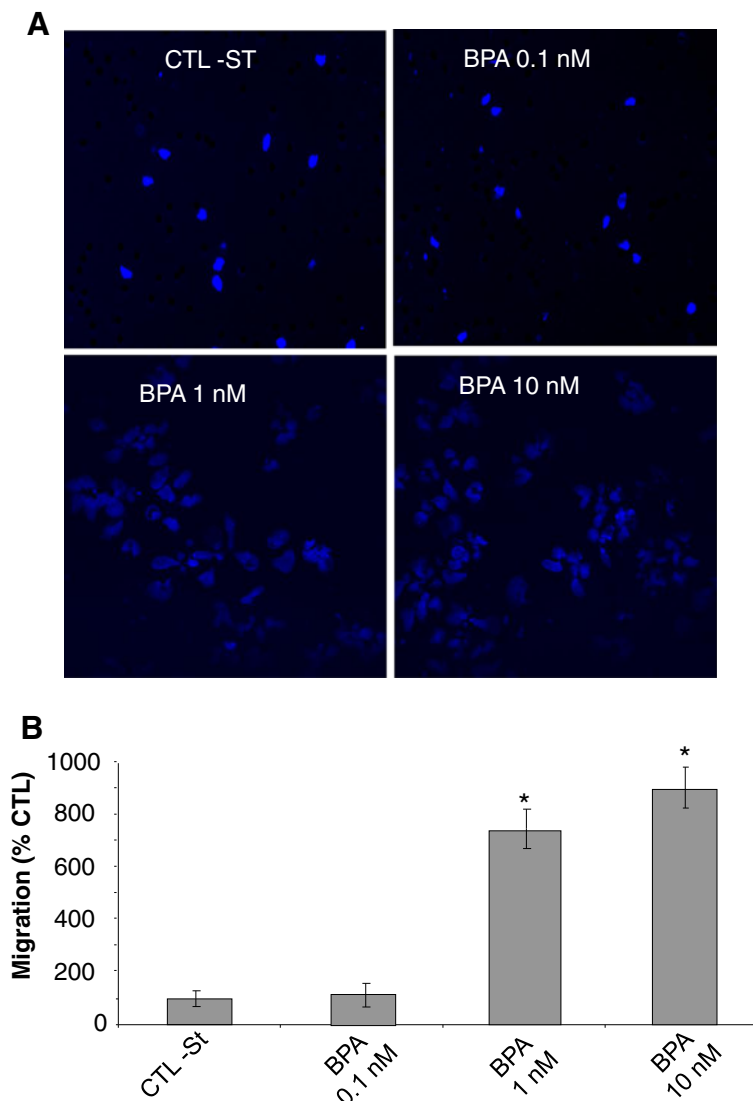 A
CTL -ST
BPA 0.1 nM
BPA 1 nM
BPA 10 nM
B
Migration (% CTL)
1000
800
600
400
200
0
*
*
CTL -St
BPA
0.1 nM
BPA
1 nM
BPA
10 nM